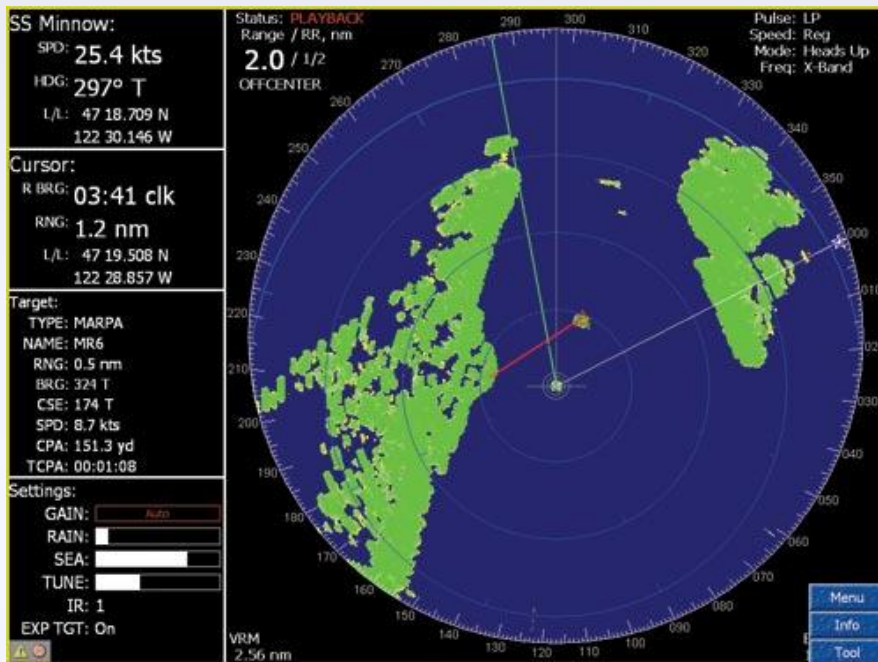 SS Minnow:
SPD: 25.4 kts
HDG: 297° T
L/L: 47 18.709 N
122 30.146 W
Cursor:
R BRG: 03:41 clk
RNG: 1.2 nm
L/L: 47 19.508 N
122 28.857 W
Target:
TYPE: MARPA
NAME: MR6
RNG: 0.5 nm
BRG: 324 T
CSE: 174 T
SPD: 8.7 kts
CPA: 151.3 yd
TCPA: 00:01:08
Settings:
GAIN: Auto
RAIN:
SEA:
TUNE:
IR: 1
EXP TGT: On
Status: PLAYBACK
Range / RR, nm
2.0 / 1/2
OFFCENTER
Pulse: LP
Speed: Reg
Mode: Heads Up
Freq: X-Band
290
300
310
320
330
340
350
000
010
030
040
050
060
070
080
090
100
110
120
130
140
150
160
170
180
190
200
210
220
230
240
250
260
270
280
VRM
2.56 nm
Menu
Info
Tool